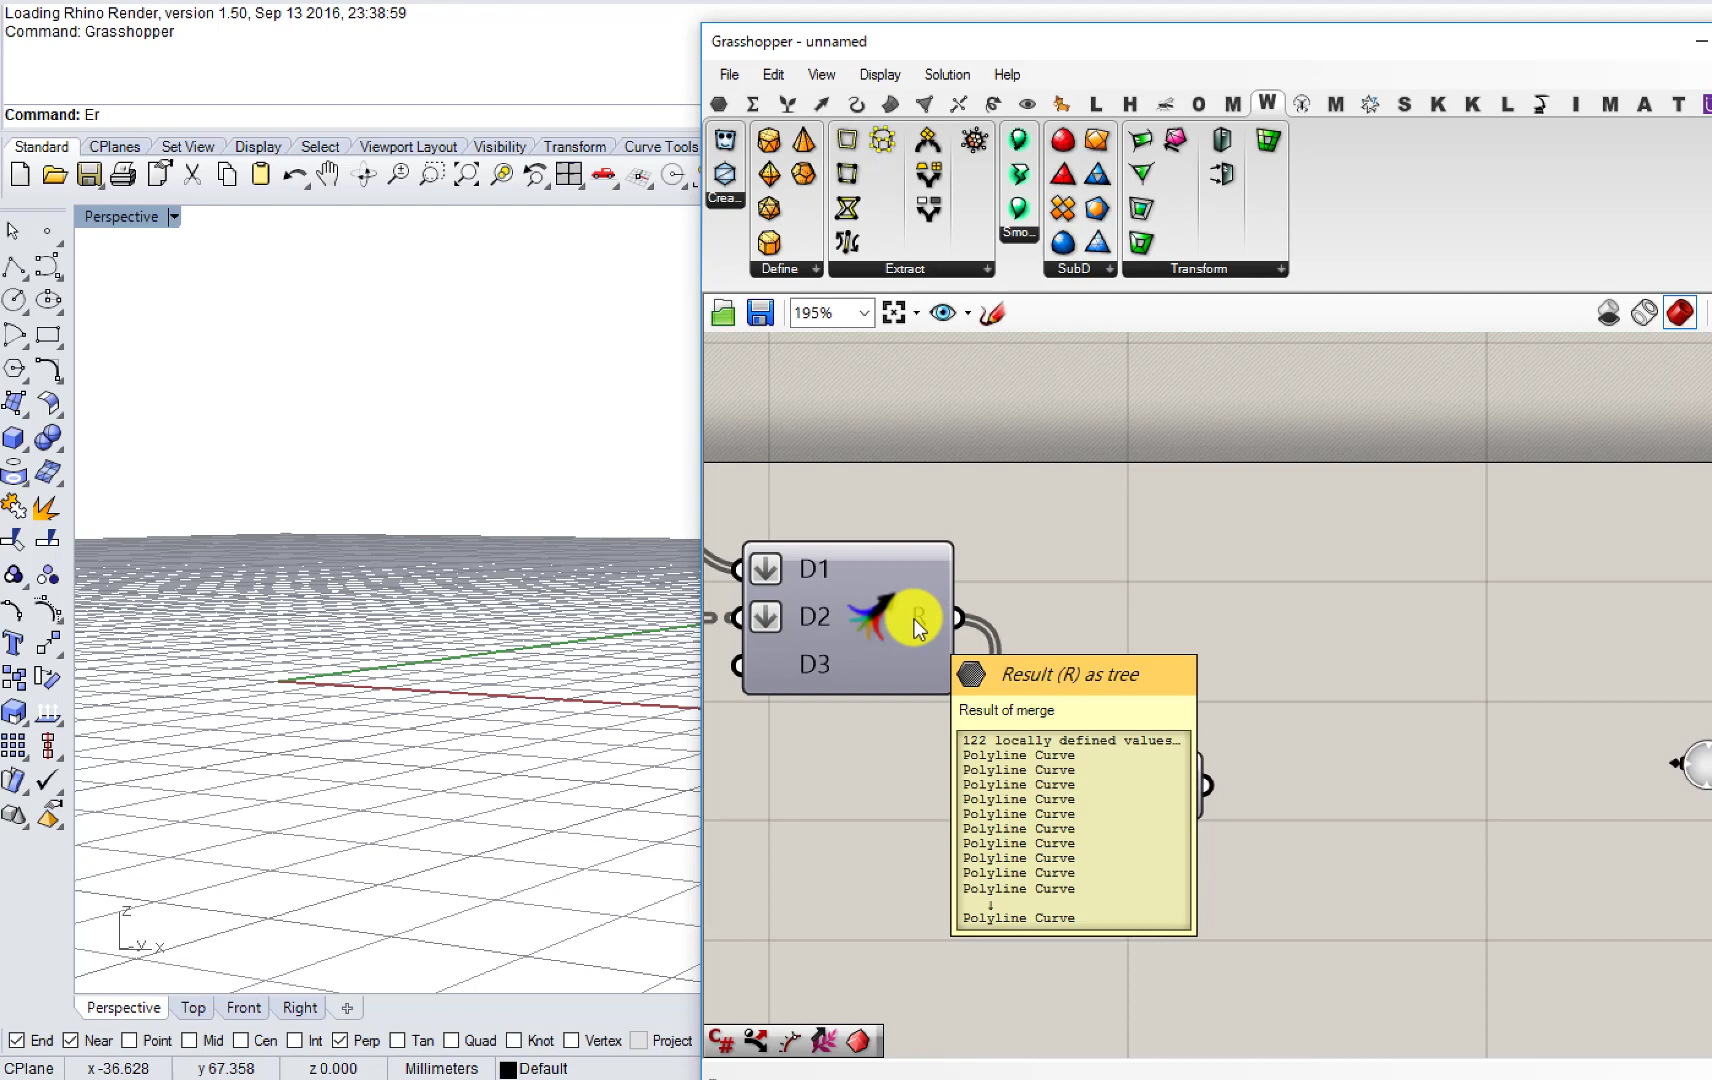 Loading Rhino Render, version 1.50, Sep 13 2016, 23:38:59
Command: Grasshopper
Command: Er
Standard CPlanes Set View Display Select Viewport Layout Visibility Transform Curve Tools
Perspective
Grasshopper - unnamed
File Edit View Display Solution Help
L H O M W M S K K L I M A T
Crea... Smo...
Define Extract SubD Transform
195%
D1
D2 R
D3
Result (R) as tree
Result of merge
122 locally defined values…
Polyline Curve
Polyline Curve
Polyline Curve
Polyline Curve
Polyline Curve
Polyline Curve
Polyline Curve
Polyline Curve
Polyline Curve
Polyline Curve
↓
Polyline Curve
z
y x
C#
Perspective Top Front Right
End Near Point Mid Cen Int Perp Tan Quad Knot Vertex Project
CPlane x -36.628 y 67.358 z 0.000 Millimeters Default